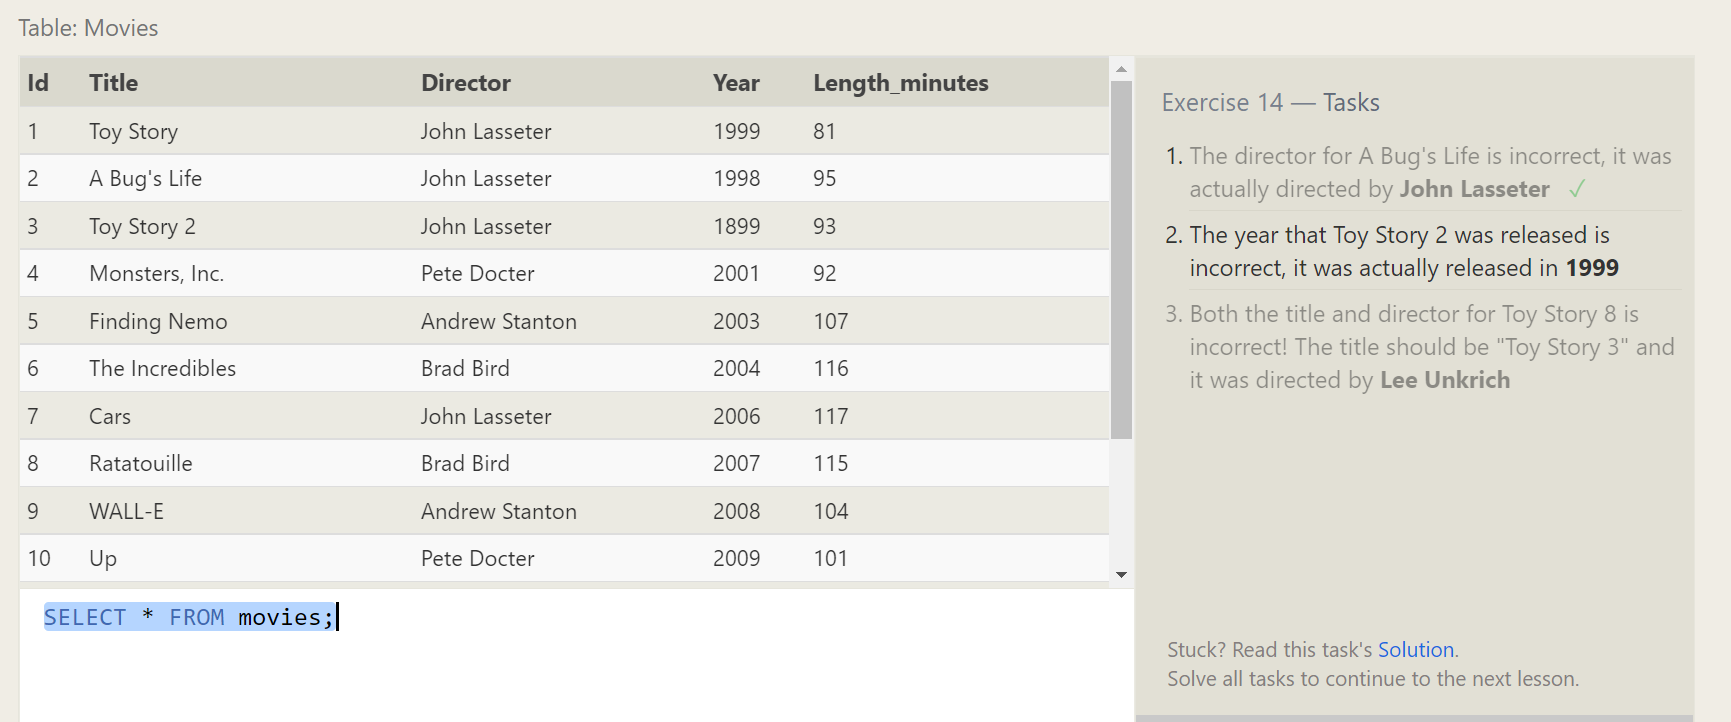 Table: Movies
Id Title Director Year Length_minutes
1 Toy Story John Lasseter 1999 81
2 A Bug's Life John Lasseter 1998 95
3 Toy Story 2 John Lasseter 1899 93
4 Monsters, Inc. Pete Docter 2001 92
5 Finding Nemo Andrew Stanton 2003 107
6 The Incredibles Brad Bird 2004 116
7 Cars John Lasseter 2006 117
8 Ratatouille Brad Bird 2007 115
9 WALL-E Andrew Stanton 2008 104
10 Up Pete Docter 2009 101
SELECT * FROM movies;
Exercise 14 — Tasks
1. The director for A Bug's Life is incorrect, it was
actually directed by John Lasseter ✓
2. The year that Toy Story 2 was released is
incorrect, it was actually released in 1999
3. Both the title and director for Toy Story 8 is
incorrect! The title should be "Toy Story 3" and
it was directed by Lee Unkrich
Stuck? Read this task's Solution.
Solve all tasks to continue to the next lesson.